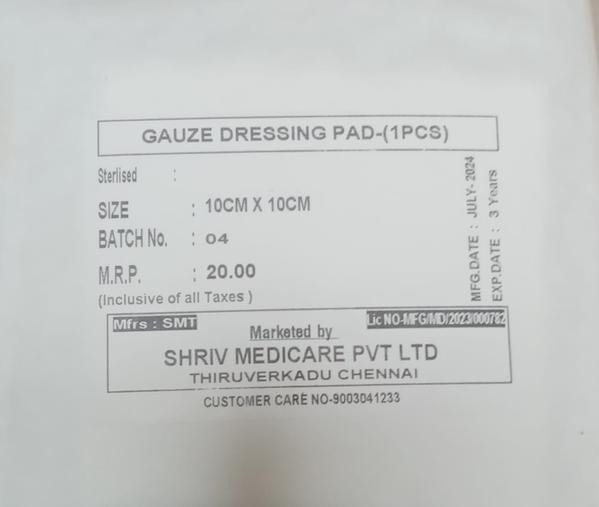 GAUZE DRESSING PAD-(1PCS)
Sterlised :
SIZE : 10CM X 10CM
BATCH No. : 04
M.R.P. : 20.00
(Inclusive of all Taxes )
MFG.DATE : JULY- 2024
EXP.DATE : 3 Years
Mfrs : SMT
Lic NO-MFG/MD/2023/000782
Marketed by
SHRIV MEDICARE PVT LTD
THIRUVERKADU CHENNAI
CUSTOMER CARE NO-9003041233